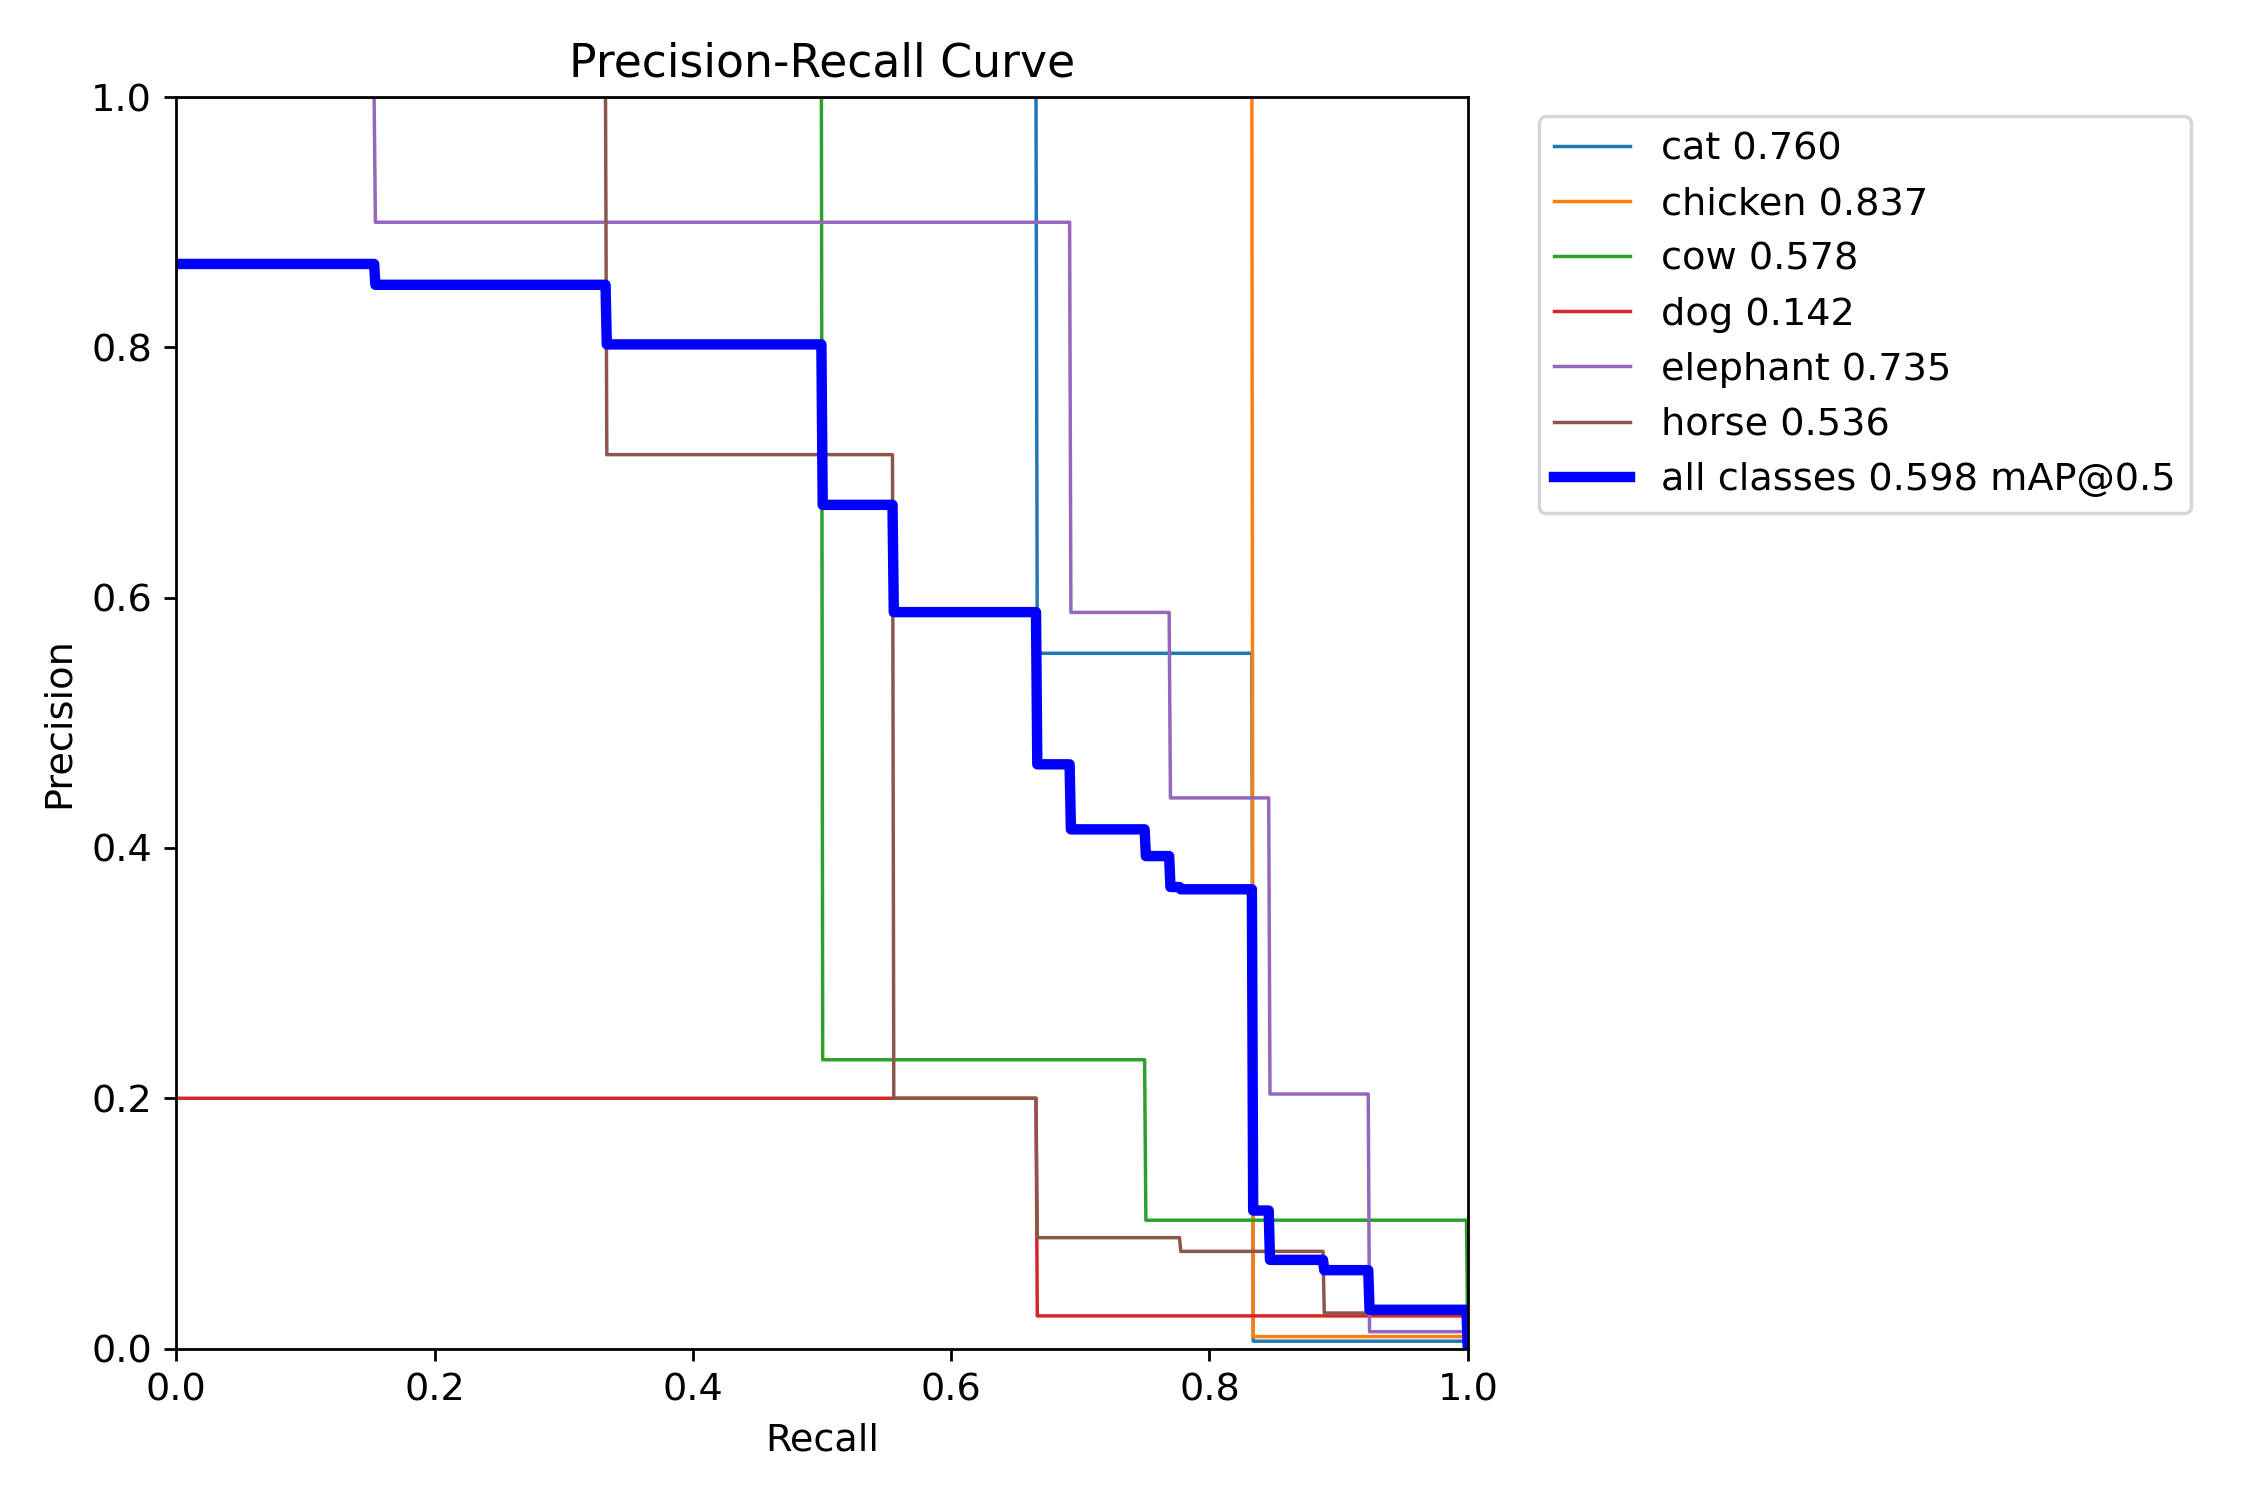 Precision-Recall Curve
1.0
0.8
0.6
0.4
0.2
0.0
Precision
0.0 0.2 0.4 0.6 0.8 1.0
Recall
cat 0.760
chicken 0.837
cow 0.578
dog 0.142
elephant 0.735
horse 0.536
all classes 0.598 mAP@0.5